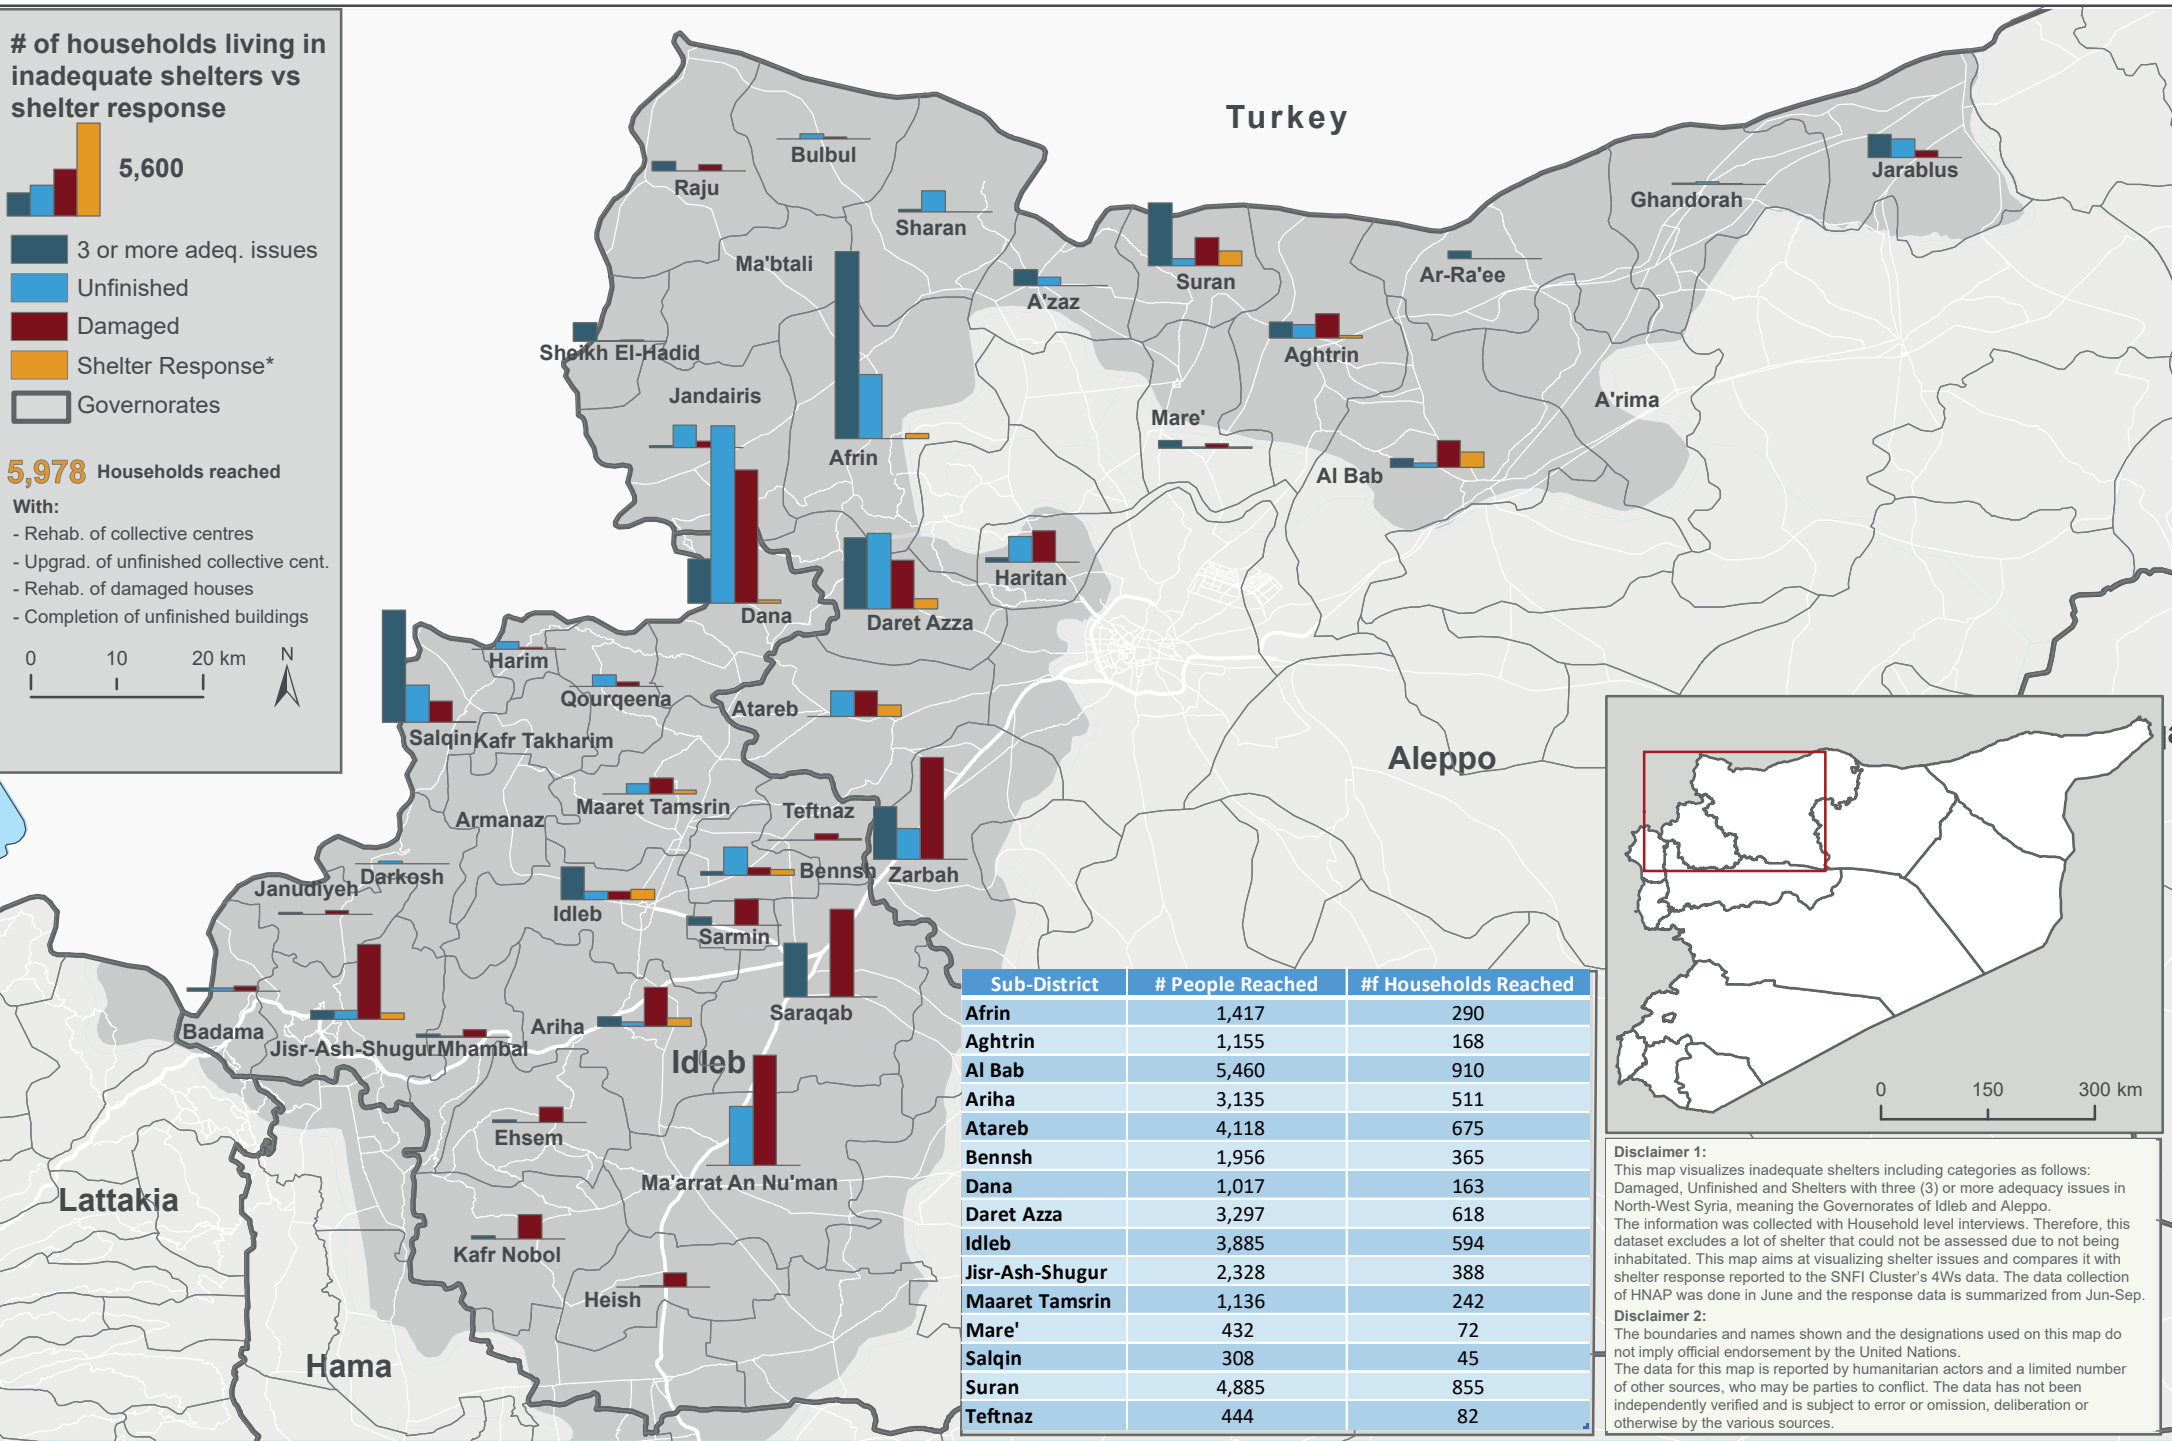 # of households living in
inadequate shelters vs
shelter response
5,600
3 or more adeq. issues
Unfinished
Damaged
Shelter Response*
Governorates
5,978 Households reached
With:
- Rehab. of collective centres
- Upgrad. of unfinished collective cent.
- Rehab. of damaged houses
- Completion of unfinished buildings
0 10 20 km N
Turkey
Bulbul
Raju
Sharan
Ma'btali
Jarablus
Ghandorah
Ar-Ra'ee
Suran
A'zaz
Sheikh El-Hadid
Aghtrin
Jandairis
A'rima
Mare'
Afrin
Al Bab
Haritan
Dana
Daret Azza
Harim
Qourqeena
Atareb
Salqin
Kafr Takharim
Aleppo
Maaret Tamsrin
Teftnaz
Armanaz
Bennsh
Zarbah
Darkosh
Janudiyeh
Idleb
Sarmin
Saraqab
Ariha
Badama
Jisr-Ash-Shugur
Mhambal
Idleb
Ehsem
Ma'arrat An Nu'man
Lattakia
Kafr Nobol
Heish
Hama
Sub-District # People Reached #f Households Reached
Afrin 1,417 290
Aghtrin 1,155 168
Al Bab 5,460 910
Ariha 3,135 511
Atareb 4,118 675
Bennsh 1,956 365
Dana 1,017 163
Daret Azza 3,297 618
Idleb 3,885 594
Jisr-Ash-Shugur 2,328 388
Maaret Tamsrin 1,136 242
Mare' 432 72
Salqin 308 45
Suran 4,885 855
Teftnaz 444 82
0 150 300 km
Disclaimer 1:
This map visualizes inadequate shelters including categories as follows:
Damaged, Unfinished and Shelters with three (3) or more adequacy issues in
North-West Syria, meaning the Governorates of Idleb and Aleppo.
The information was collected with Household level interviews. Therefore, this
dataset excludes a lot of shelter that could not be assessed due to not being
inhabitated. This map aims at visualizing shelter issues and compares it with
shelter response reported to the SNFI Cluster's 4Ws data. The data collection
of HNAP was done in June and the response data is summarized from Jun-Sep.
Disclaimer 2:
The boundaries and names shown and the designations used on this map do
not imply official endorsement by the United Nations.
The data for this map is reported by humanitarian actors and a limited number
of other sources, who may be parties to conflict. The data has not been
independently verified and is subject to error or omission, deliberation or
otherwise by the various sources.